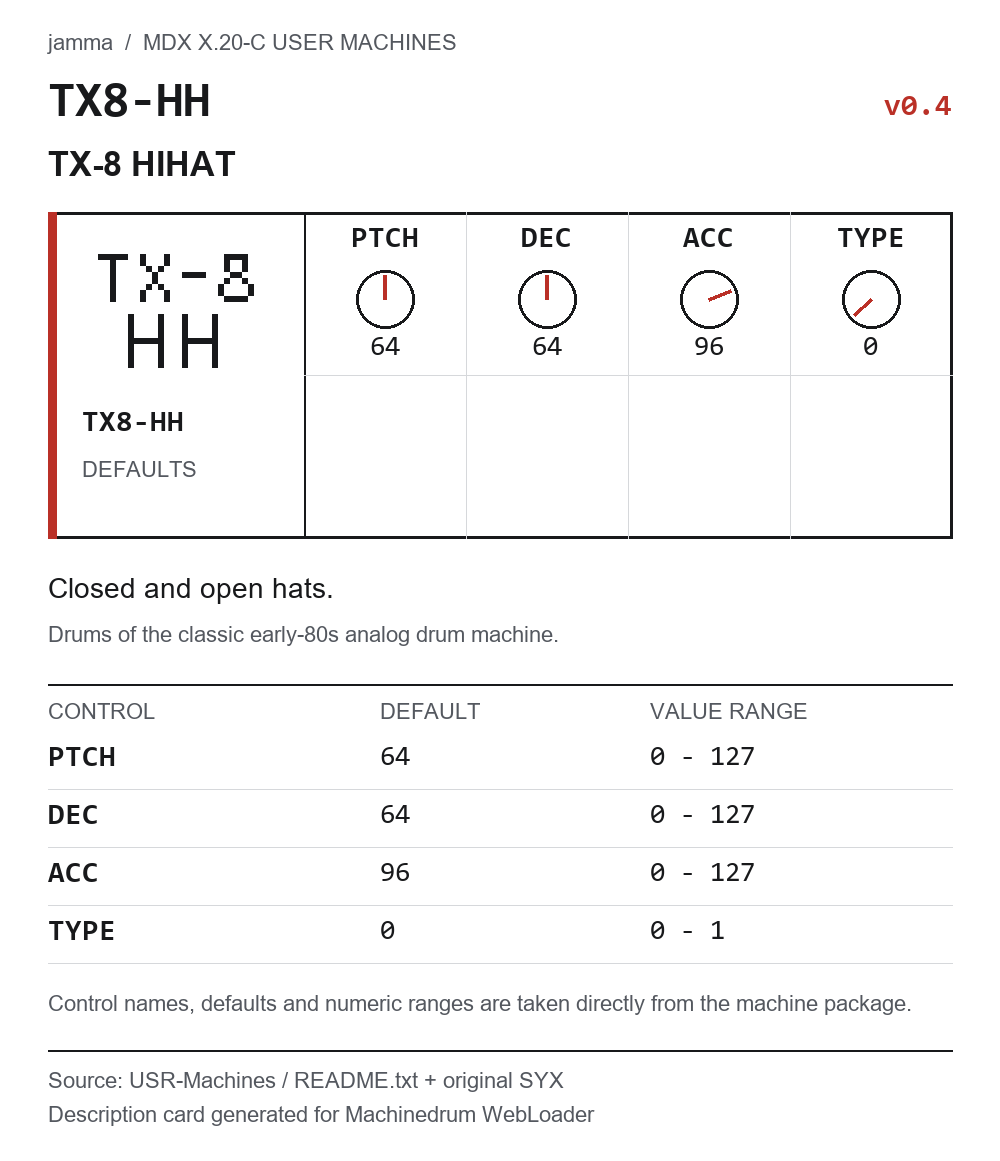 jamma / MDX X.20-C USER MACHINES
TX8-HH
v0.4
TX-8 HIHAT
TX-8
HH
TX8-HH
DEFAULTS
PTCH DEC ACC TYPE
64 64 96 0
Closed and open hats.
Drums of the classic early-80s analog drum machine.
CONTROL DEFAULT VALUE RANGE
PTCH 64 0 - 127
DEC 64 0 - 127
ACC 96 0 - 127
TYPE 0 0 - 1
Control names, defaults and numeric ranges are taken directly from the machine package.
Source: USR-Machines / README.txt + original SYX
Description card generated for Machinedrum WebLoader